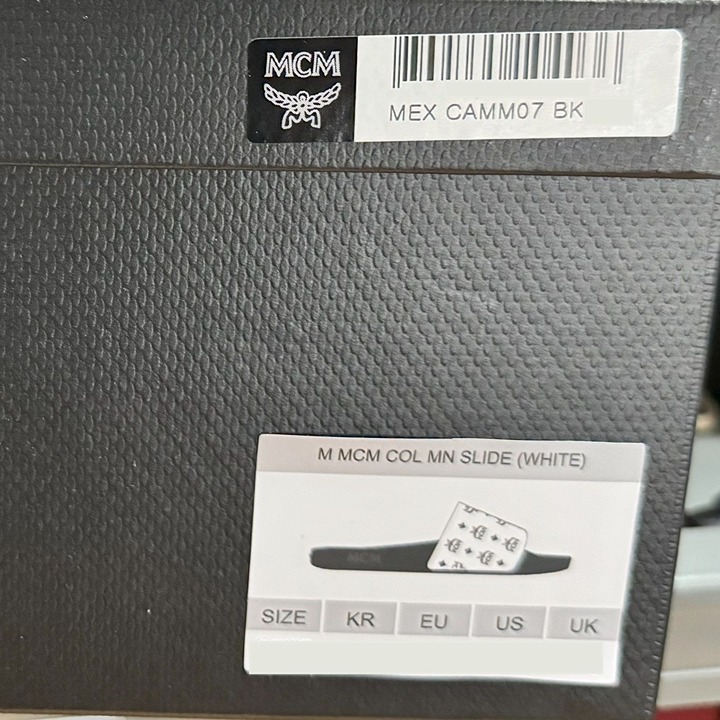 MCM
MEX CAMM07 BK
M MCM COL MN SLIDE (WHITE)
MCM
SIZE KR EU US UK